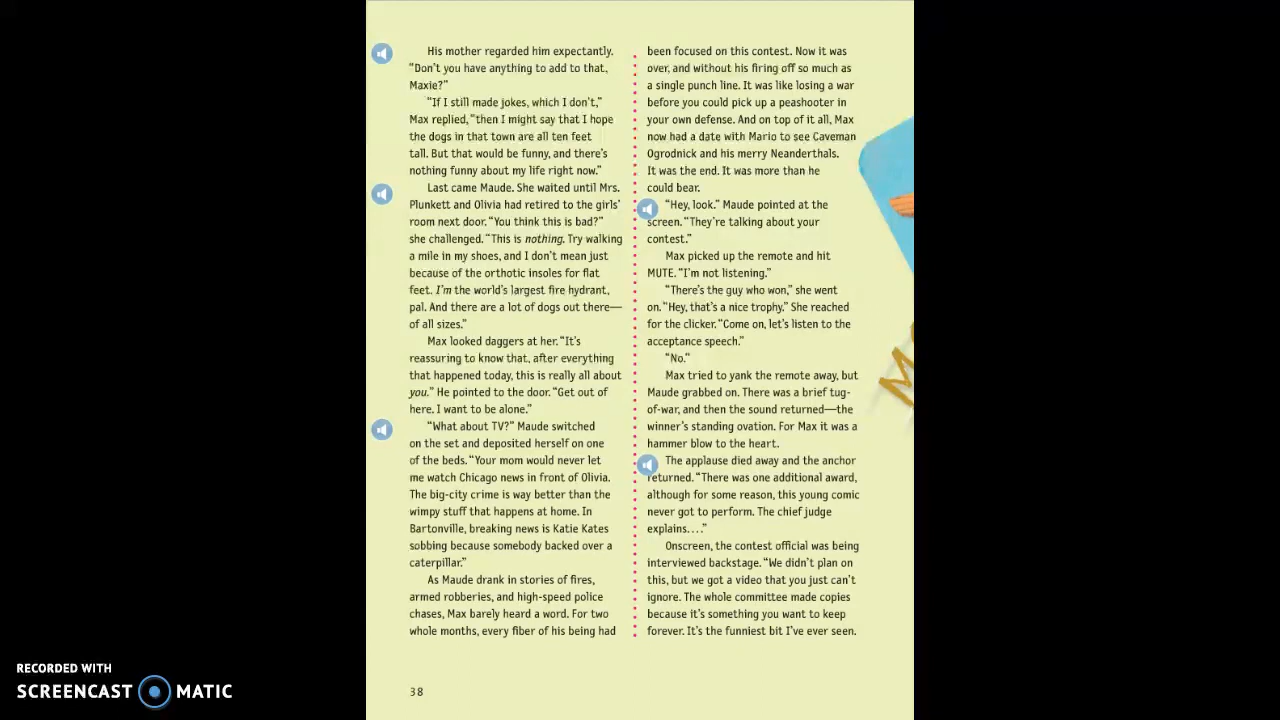 His mother regarded him expectantly.
“Don’t you have anything to add to that,
Maxie?”
“If I still made jokes, which I don’t,”
Max replied, “then I might say that I hope
the dogs in that town are all ten feet
tall. But that would be funny, and there’s
nothing funny about my life right now.”
Last came Maude. She waited until Mrs.
Plunkett and Olivia had retired to the girls’
room next door. “You think this is bad?”
she challenged. “This is nothing. Try walking
a mile in my shoes, and I don’t mean just
because of the orthotic insoles for flat
feet. I’m the world’s largest fire hydrant,
pal. And there are a lot of dogs out there—
of all sizes.”
Max looked daggers at her. “It’s
reassuring to know that, after everything
that happened today, this is really all about
you.” He pointed to the door. “Get out of
here. I want to be alone.”
“What about TV?” Maude switched
on the set and deposited herself on one
of the beds. “Your mom would never let
me watch Chicago news in front of Olivia.
The big-city crime is way better than the
wimpy stuff that happens at home. In
Bartonville, breaking news is Katie Kates
sobbing because somebody backed over a
caterpillar.”
As Maude drank in stories of fires,
armed robberies, and high-speed police
chases, Max barely heard a word. For two
whole months, every fiber of his being had
been focused on this contest. Now it was
over, and without his firing off so much as
a single punch line. It was like losing a war
before you could pick up a peashooter in
your own defense. And on top of it all, Max
now had a date with Mario to see Caveman
Ogrodnick and his merry Neanderthals.
It was the end. It was more than he
could bear.
“Hey, look.” Maude pointed at the
screen. “They’re talking about your
contest.”
Max picked up the remote and hit
MUTE. “I’m not listening.”
“There’s the guy who won,” she went
on. “Hey, that’s a nice trophy.” She reached
for the clicker. “Come on, let’s listen to the
acceptance speech.”
“No.”
Max tried to yank the remote away, but
Maude grabbed on. There was a brief tug-
of-war, and then the sound returned—the
winner’s standing ovation. For Max it was a
hammer blow to the heart.
The applause died away and the anchor
returned. “There was one additional award,
although for some reason, this young comic
never got to perform. The chief judge
explains....”
Onscreen, the contest official was being
interviewed backstage. “We didn’t plan on
this, but we got a video that you just can’t
ignore. The whole committee made copies
because it’s something you want to keep
forever. It’s the funniest bit I’ve ever seen.
38
RECORDED WITH
SCREENCAST MATIC